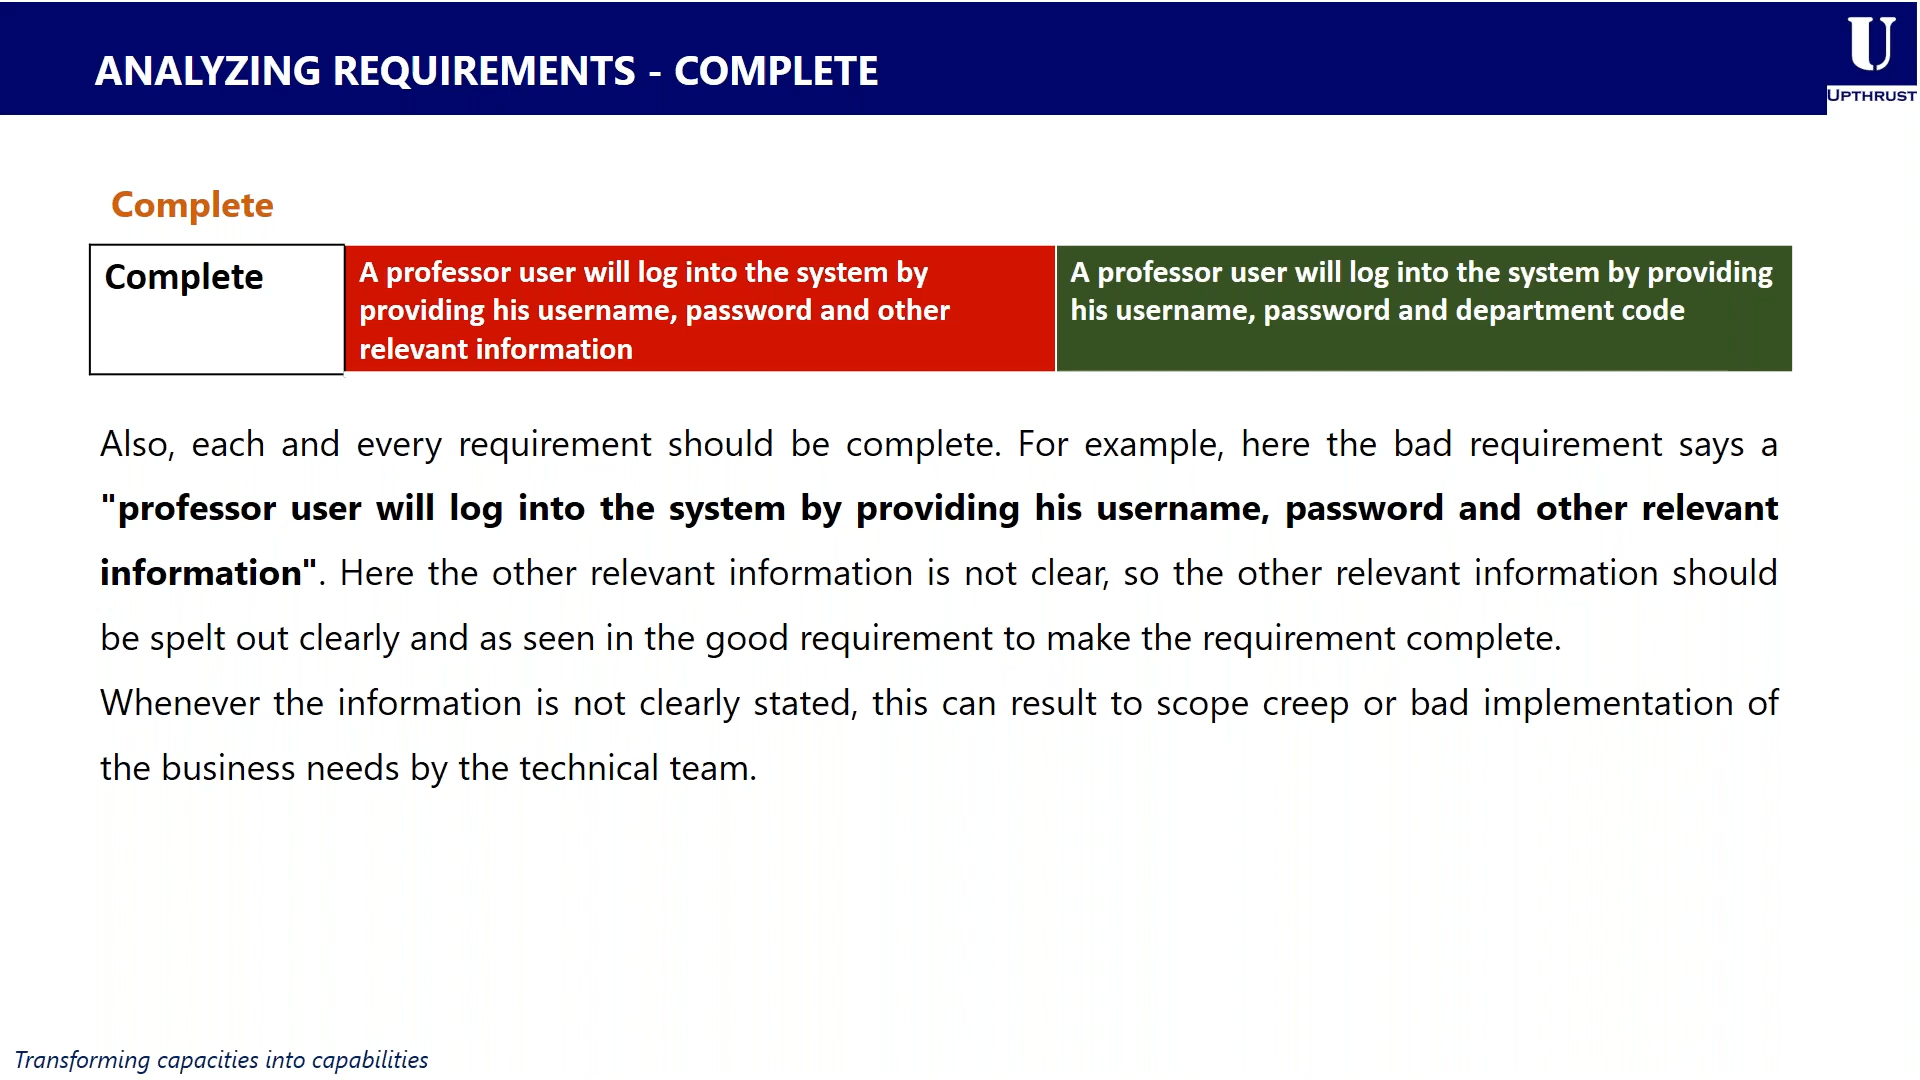 ANALYZING REQUIREMENTS - COMPLETE
U
UPTHRUST
Complete
Complete
A professor user will log into the system by
providing his username, password and other
relevant information
A professor user will log into the system by providing
his username, password and department code
Also, each and every requirement should be complete. For example, here the bad requirement says a
"professor user will log into the system by providing his username, password and other relevant
information". Here the other relevant information is not clear, so the other relevant information should
be spelt out clearly and as seen in the good requirement to make the requirement complete.
Whenever the information is not clearly stated, this can result to scope creep or bad implementation of
the business needs by the technical team.
Transforming capacities into capabilities